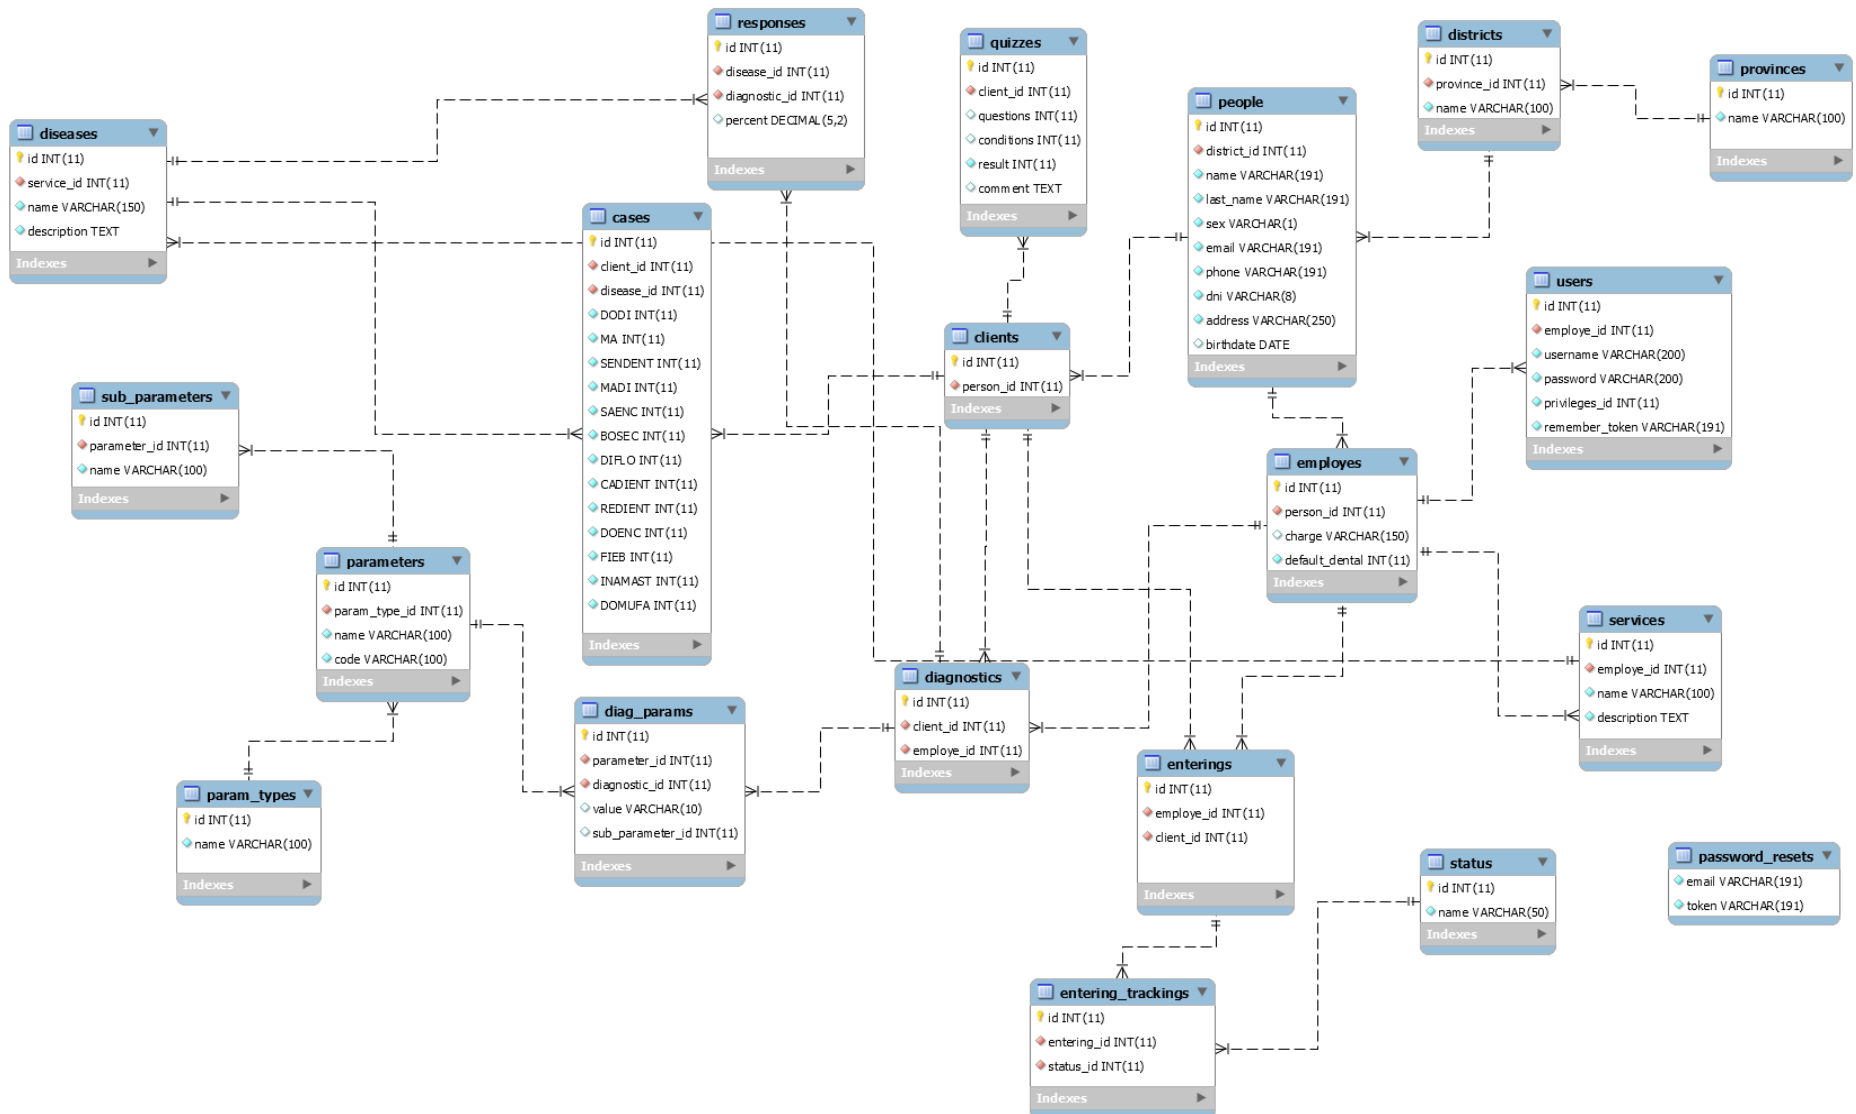 responses
id INT(11)
disease_id INT(11)
diagnostic_id INT(11)
percent DECIMAL(5,2)
Indexes
quizzes
id INT(11)
client_id INT(11)
questions INT(11)
conditions INT(11)
result INT(11)
comment TEXT
Indexes
districts
id INT(11)
province_id INT(11)
name VARCHAR(100)
Indexes
provinces
id INT(11)
name VARCHAR(100)
Indexes
people
id INT(11)
district_id INT(11)
name VARCHAR(191)
last_name VARCHAR(191)
sex VARCHAR(1)
email VARCHAR(191)
phone VARCHAR(191)
dni VARCHAR(8)
address VARCHAR(250)
birthdate DATE
Indexes
diseases
id INT(11)
service_id INT(11)
name VARCHAR(150)
description TEXT
Indexes
cases
id INT(11)
client_id INT(11)
disease_id INT(11)
DODI INT(11)
MA INT(11)
SENDENT INT(11)
MADI INT(11)
SAENC INT(11)
BOSEC INT(11)
DIFLO INT(11)
CADIENT INT(11)
REDIENT INT(11)
DOENC INT(11)
FIEB INT(11)
INAMAST INT(11)
DOMUFA INT(11)
Indexes
users
id INT(11)
employe_id INT(11)
username VARCHAR(200)
password VARCHAR(200)
privileges_id INT(11)
remember_token VARCHAR(191)
Indexes
clients
id INT(11)
person_id INT(11)
Indexes
sub_parameters
id INT(11)
parameter_id INT(11)
name VARCHAR(100)
Indexes
employes
id INT(11)
person_id INT(11)
charge VARCHAR(150)
default_dental INT(11)
Indexes
parameters
id INT(11)
param_type_id INT(11)
name VARCHAR(100)
code VARCHAR(100)
Indexes
services
id INT(11)
employe_id INT(11)
name VARCHAR(100)
description TEXT
Indexes
diagnostics
id INT(11)
client_id INT(11)
employe_id INT(11)
Indexes
diag_params
id INT(11)
parameter_id INT(11)
diagnostic_id INT(11)
value VARCHAR(10)
sub_parameter_id INT(11)
Indexes
enterings
id INT(11)
employe_id INT(11)
client_id INT(11)
Indexes
param_types
id INT(11)
name VARCHAR(100)
Indexes
status
id INT(11)
name VARCHAR(50)
Indexes
password_resets
email VARCHAR(191)
token VARCHAR(191)
Indexes
entering_trackings
id INT(11)
entering_id INT(11)
status_id INT(11)
Indexes